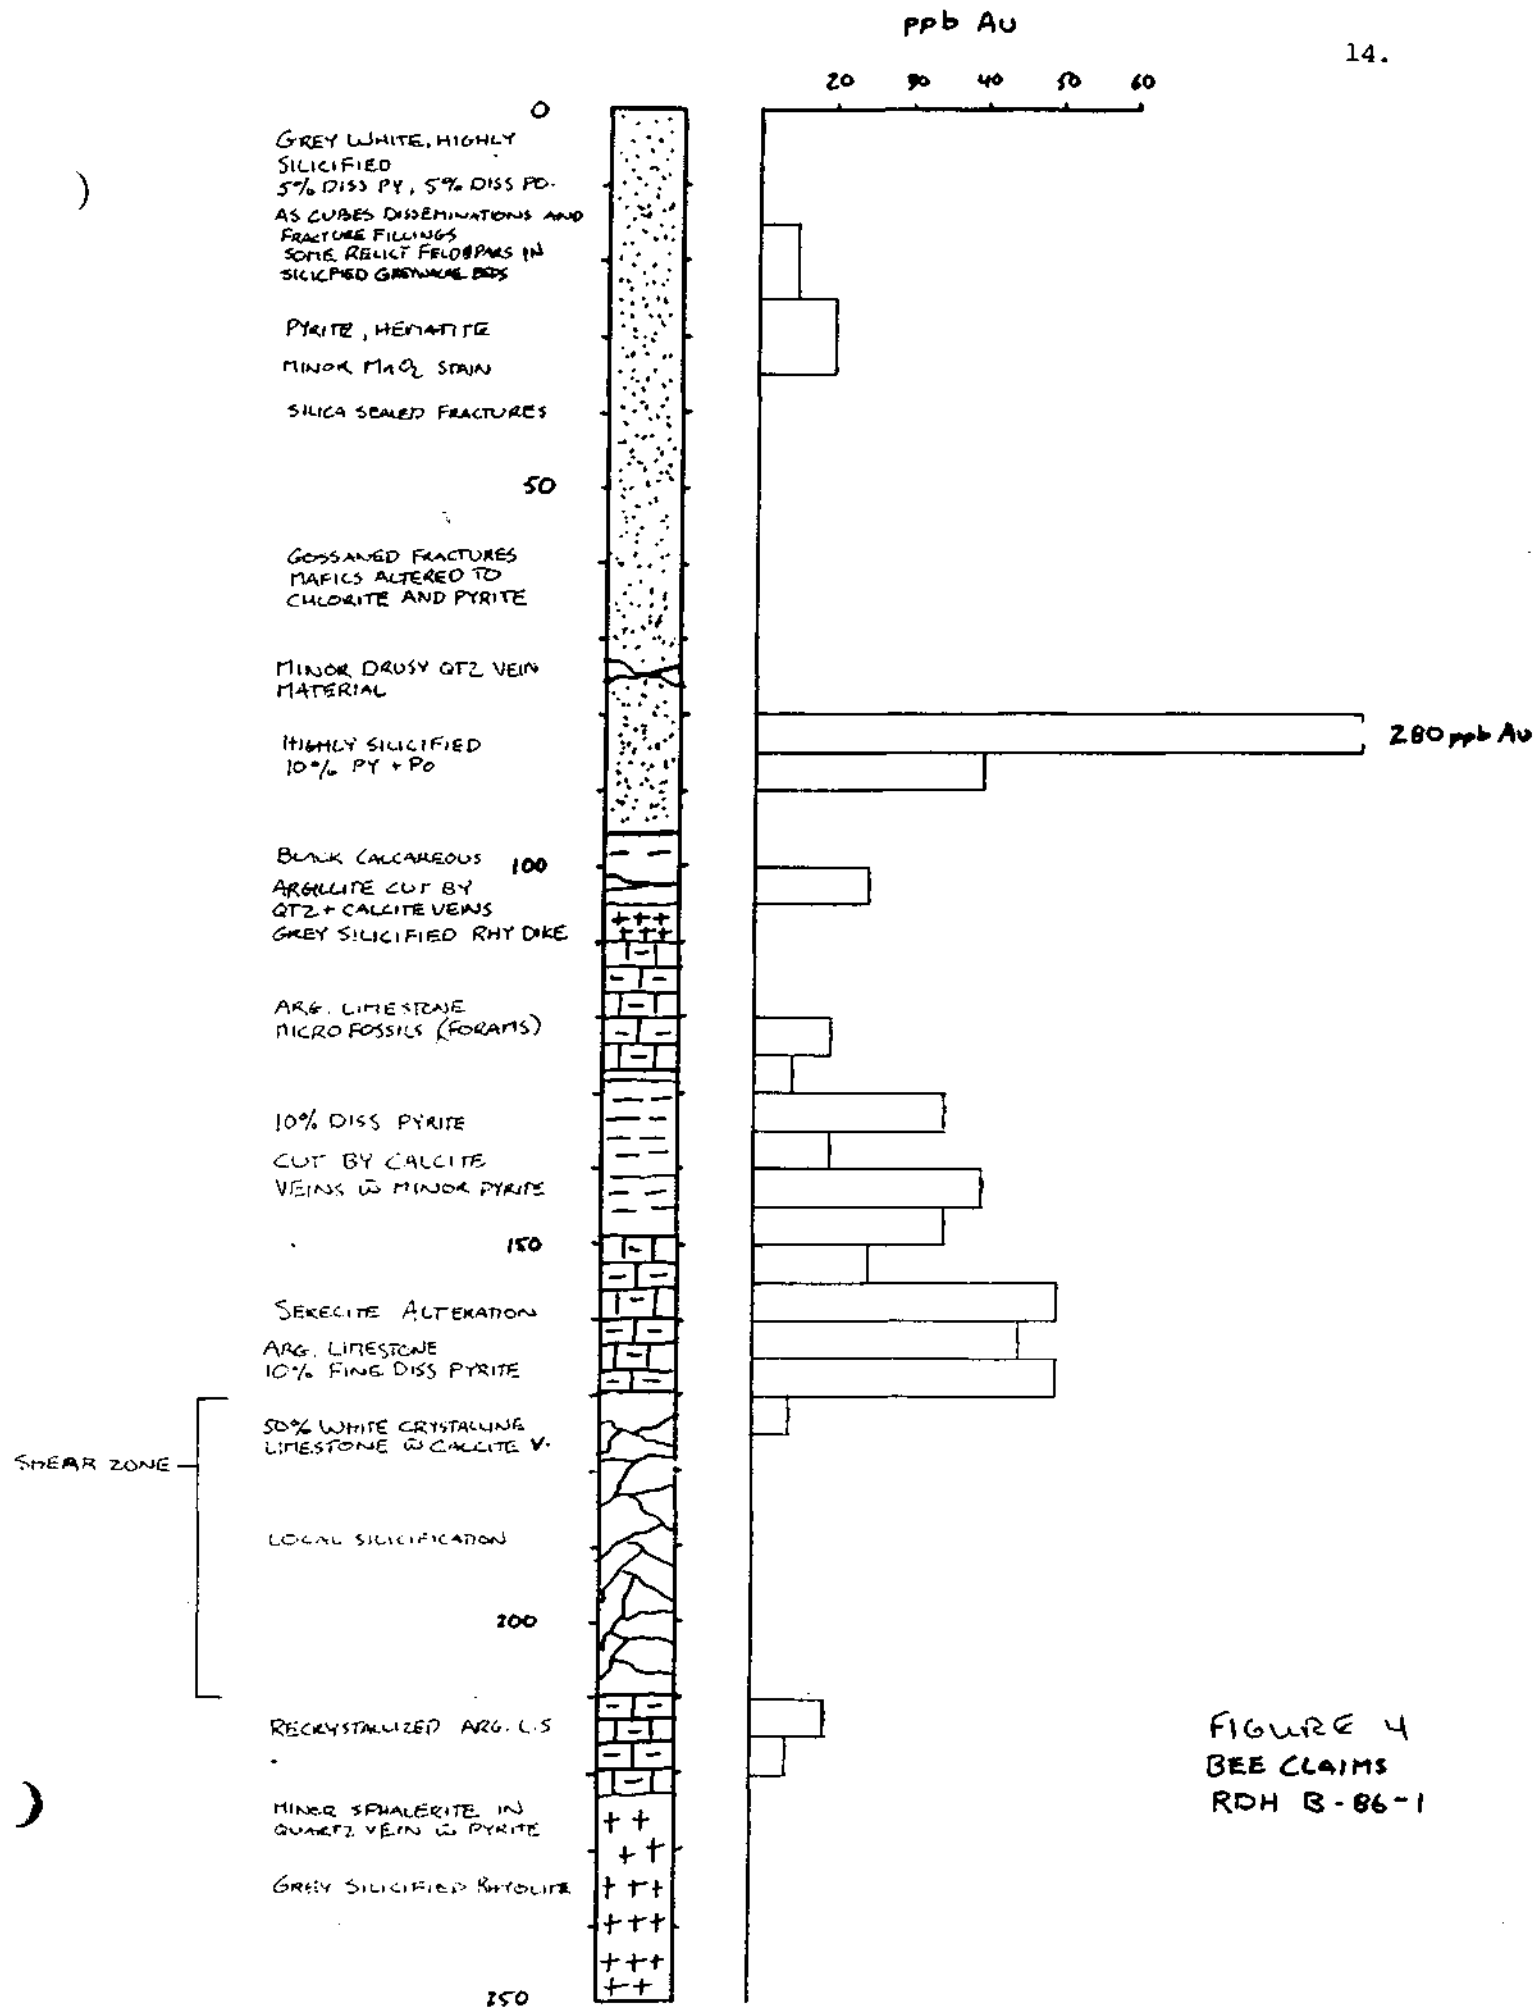 ppb Au
14.
20 30 40 50 60
0
GREY WHITE, HIGHLY
SILICIFIED
5% DISS PY, 5% DISS PO.
AS CUBES DISSEMINATIONS AND
FRACTURE FILLINGS
SOME RELICT FELDSPARS IN
SILICFIED GREYWACKE BEDS
PYRITE, HEMATITE
MINOR MnO2 STAIN
SILICA SEALED FRACTURES
50
GOSSANED FRACTURES
MAFICS ALTERED TO
CHLORITE AND PYRITE
MINOR DRUSY QTZ VEIN
MATERIAL
HIGHLY SILICIFIED
10% PY + PO
280 ppb Au
BLACK CALCAREOUS
100
ARGILLITE CUT BY
QTZ + CALCITE VEINS
GREY SILICIFIED RHY DIKE
ARG. LIMESTONE
MICROFOSSILS (FORAMS)
10% DISS PYRITE
CUT BY CALCITE
VEINS W̄ MINOR PYRITE
150
SERECITE ALTERATION
ARG. LIMESTONE
10% FINE DISS PYRITE
50% WHITE CRYSTALLINE
LIMESTONE W̄ CALCITE V.
SHEAR ZONE
LOCAL SILICIFICATION
200
RECRYSTALLIZED ARG. L.S
MINOR SPHALERITE IN
QUARTZ VEIN W̄ PYRITE
GREY SILICIFIED RHYOLITE
250
FIGURE 4
BEE CLAIMS
RDH B-86-1